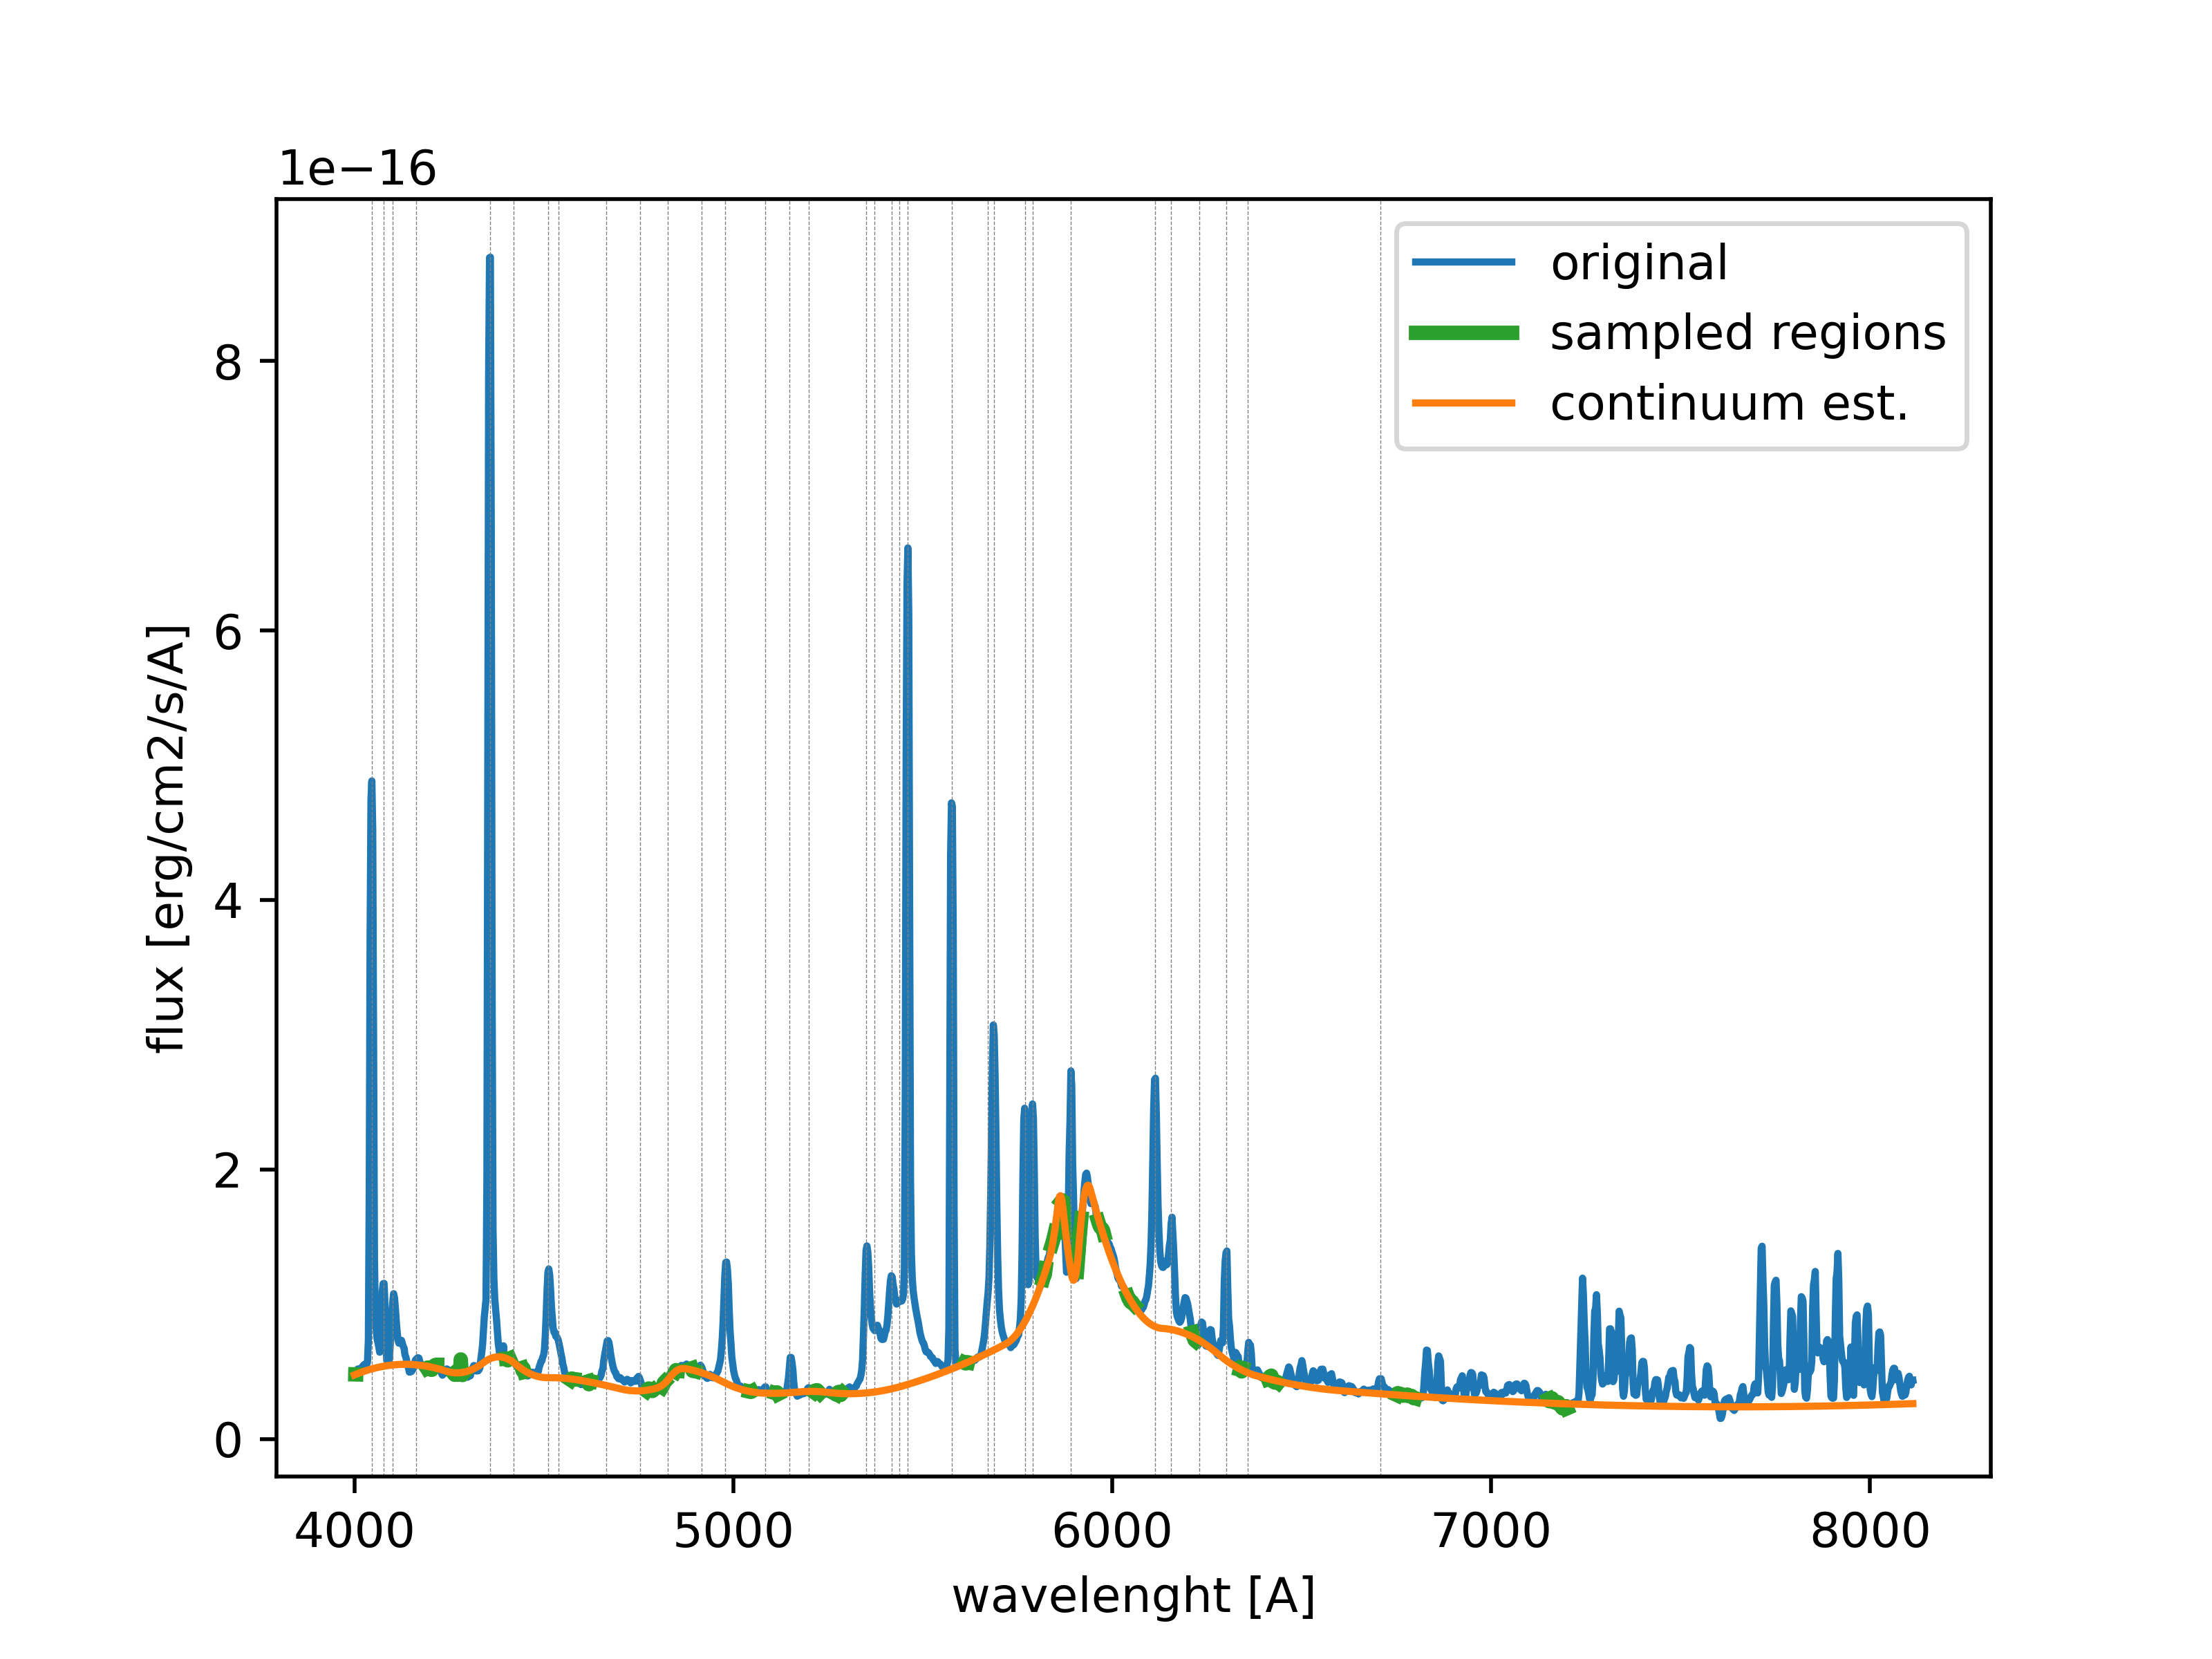 1e−16
original
sampled regions
continuum est.
8
6
4
2
0
flux [erg/cm2/s/A]
4000 5000 6000 7000 8000
wavelenght [A]